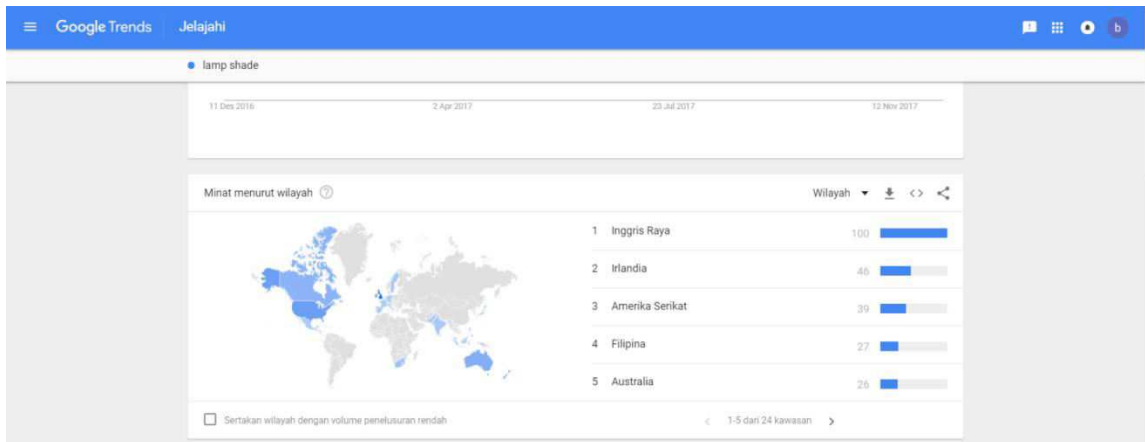 Google Trends Jelajahi b
lamp shade
11 Des 2016 2 Apr 2017 23 Jul 2017 12 Nov 2017
Minat menurut wilayah ? Wilayah
1 Inggris Raya 100
2 Irlandia 46
3 Amerika Serikat 39
4 Filipina 27
5 Australia 26
Sertakan wilayah dengan volume penelusuran rendah 1-5 dari 24 kawasan